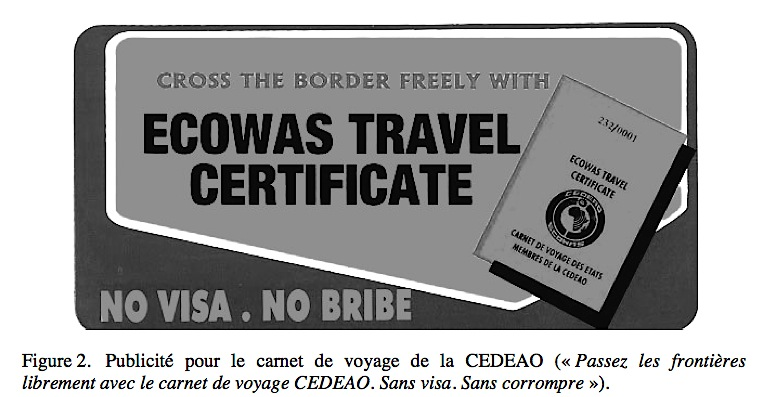 CROSS THE BORDER FREELY WITH
ECOWAS TRAVEL
CERTIFICATE
232/0001
ECOWAS TRAVEL
CERTIFICATE
CEDEAO
ECOWAS
CARNET DE VOYAGE DES ETATS
MEMBRES DE LA CEDEAO
NO VISA . NO BRIBE
Figure 2. Publicité pour le carnet de voyage de la CEDEAO (« Passez les frontières
librement avec le carnet de voyage CEDEAO. Sans visa. Sans corrompre »).